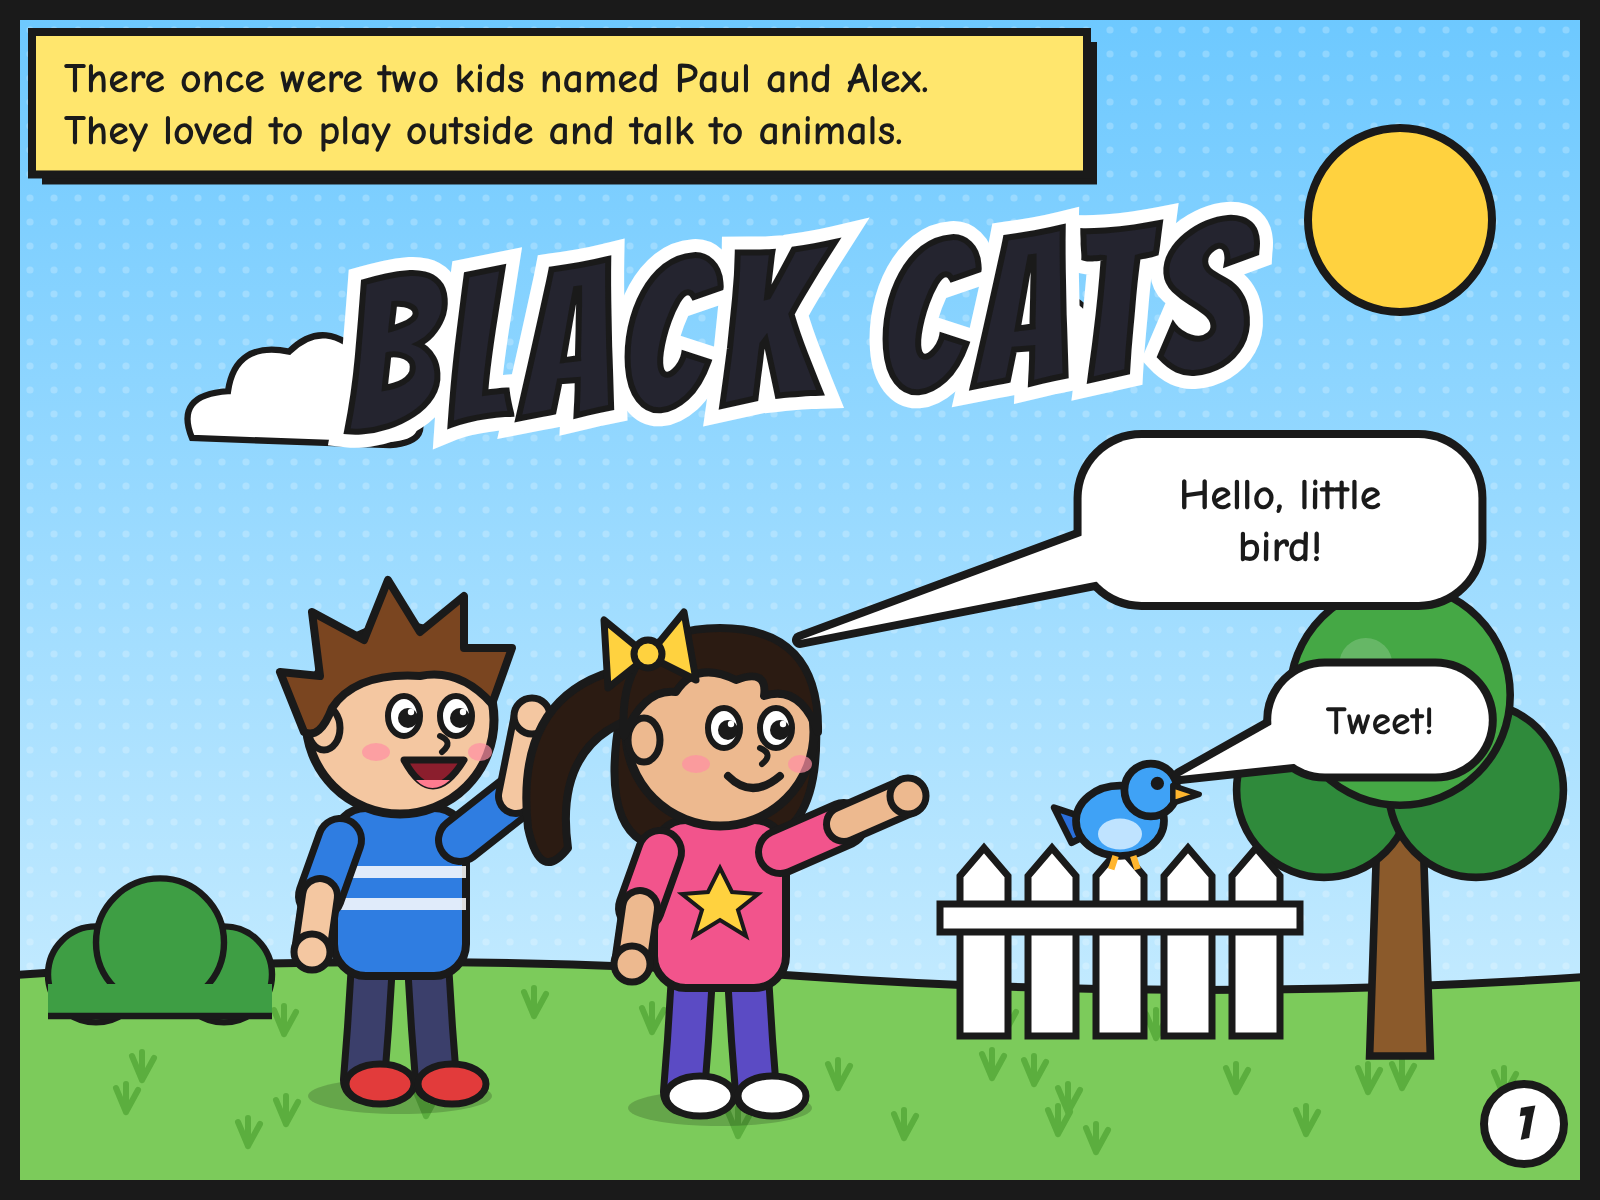 There once were two kids named Paul and Alex.
They loved to play outside and talk to animals.
BLACK CATS
Hello, little
bird!
Tweet!
1